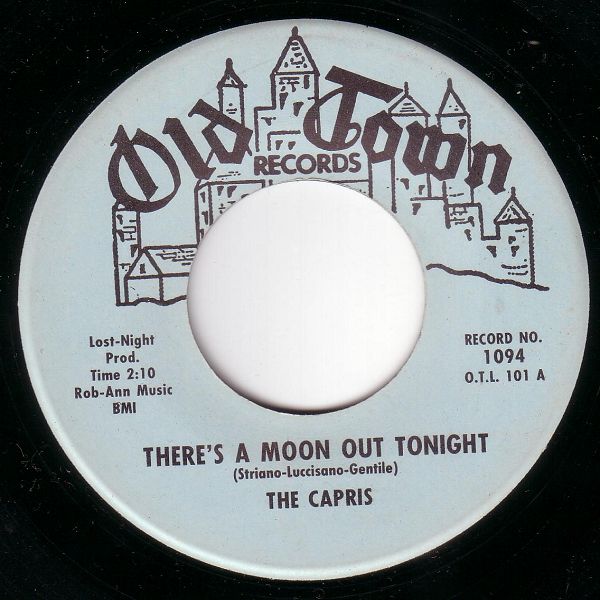 Old Town
RECORDS
Lost-Night
Prod.
Time 2:10
Rob-Ann Music
BMI
RECORD NO.
1094
O.T.L. 101 A
THERE'S A MOON OUT TONIGHT
(Striano-Luccisano-Gentile)
THE CAPRIS